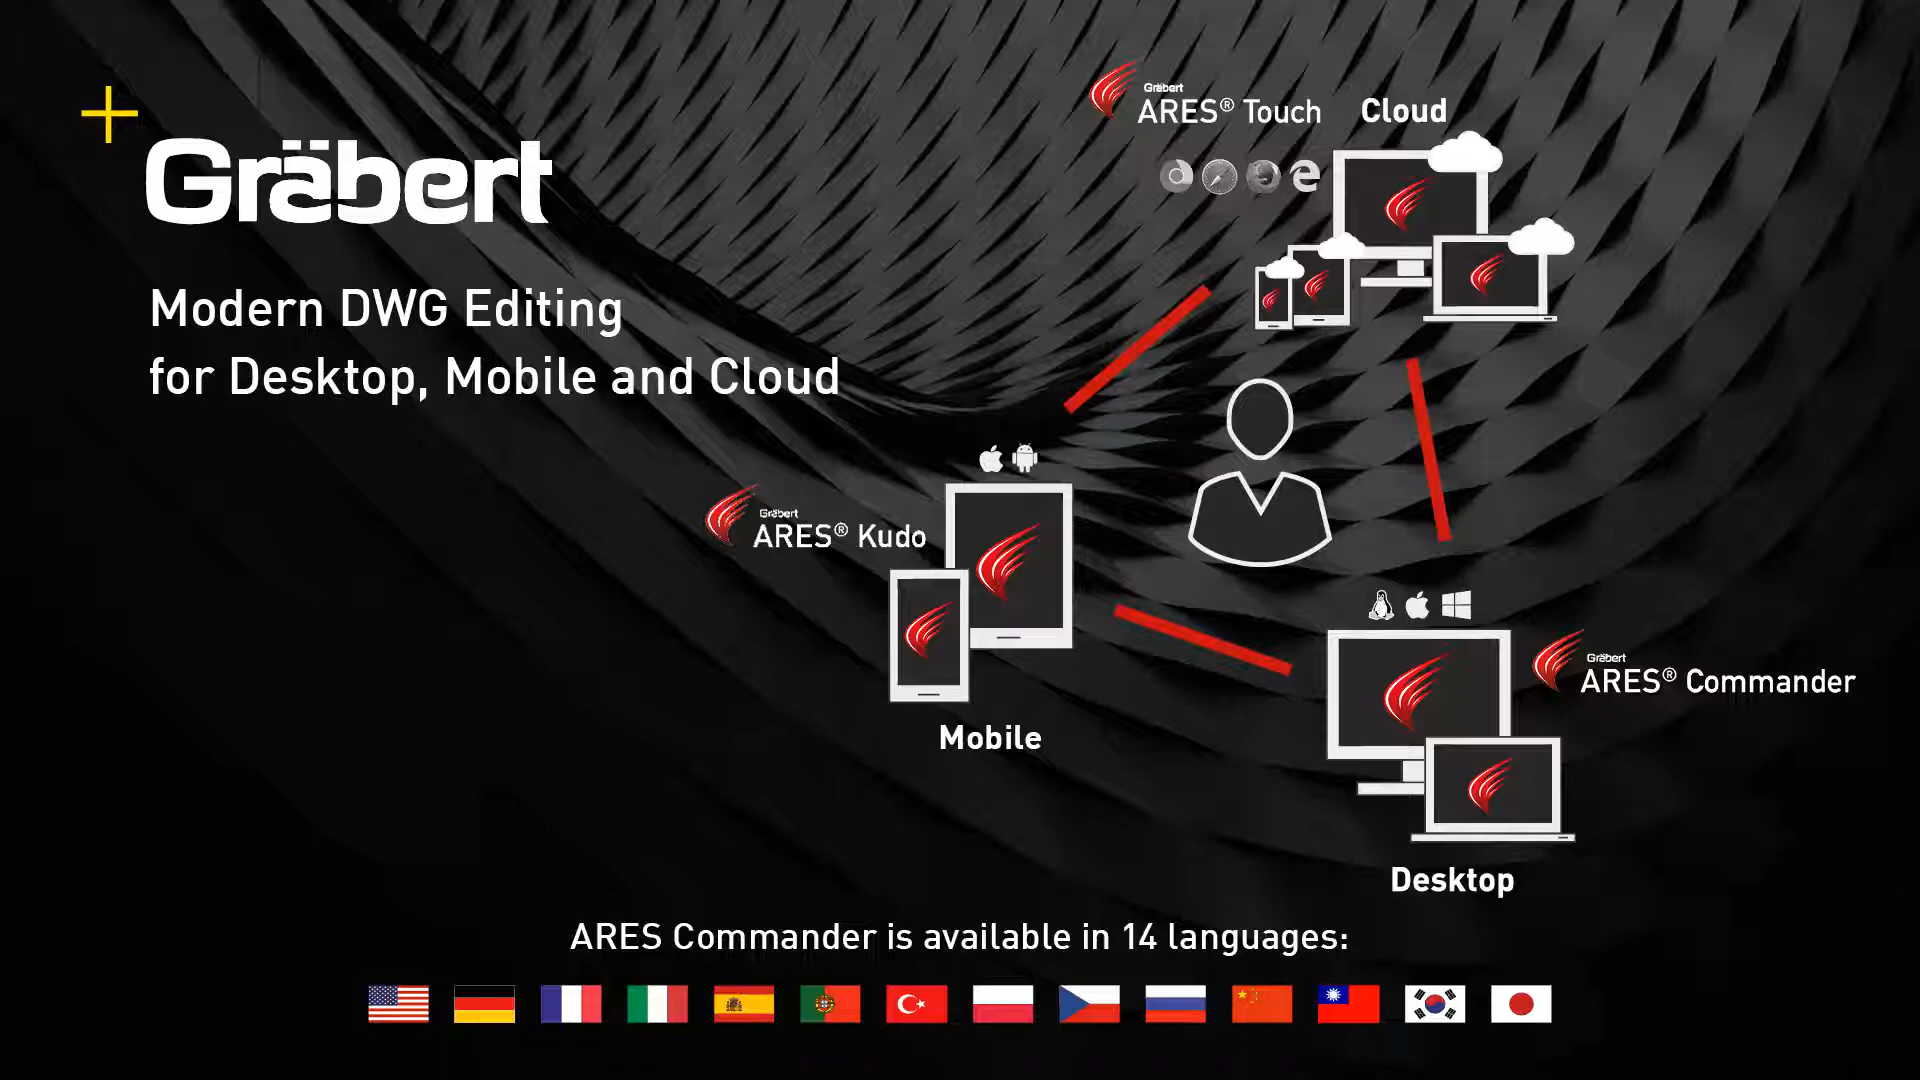 Gräbert
Modern DWG Editing
for Desktop, Mobile and Cloud
Gräbert
ARES® Touch
Cloud
Gräbert
ARES® Kudo
Mobile
Gräbert
ARES® Commander
Desktop
ARES Commander is available in 14 languages: